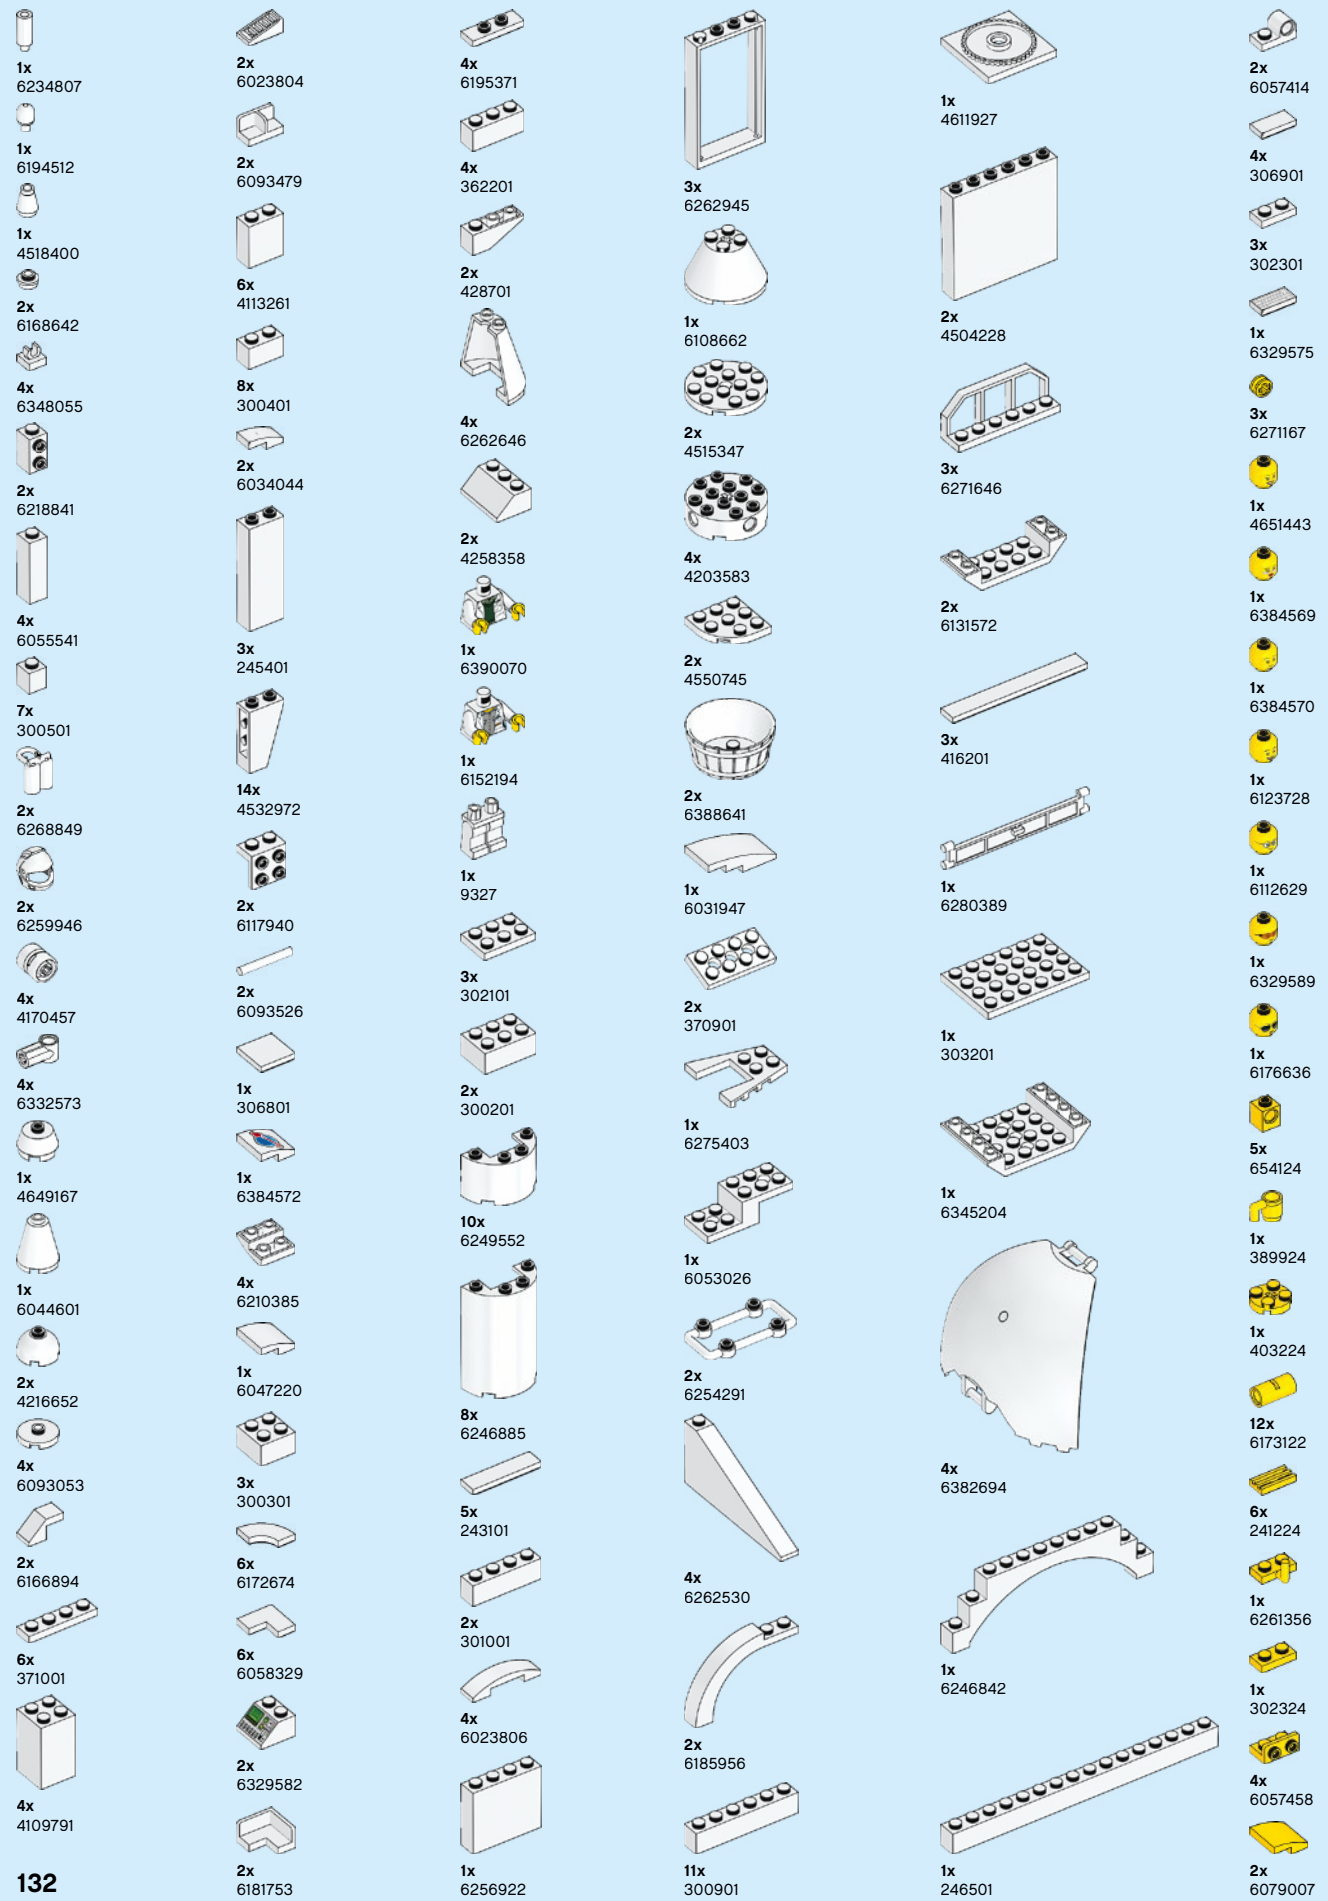 1x
6234807
1x
6194512
1x
4518400
2x
6168642
4x
6348055
2x
6218841
4x
6055541
7x
300501
2x
6268849
2x
6259946
4x
4170457
4x
6332573
1x
4649167
1x
6044601
2x
4216652
4x
6093053
2x
6166894
6x
371001
4x
4109791
132
2x
6023804
2x
6093479
6x
4113261
8x
300401
2x
6034044
3x
245401
14x
4532972
2x
6117940
2x
6093526
1x
306801
1x
6384572
4x
6210385
1x
6047220
3x
300301
6x
6172674
6x
6058329
2x
6329582
2x
6181753
4x
6195371
4x
362201
2x
428701
4x
6262646
2x
4258358
1x
6390070
1x
6152194
1x
9327
3x
302101
2x
300201
10x
6249552
8x
6246885
5x
243101
2x
301001
4x
6023806
1x
6256922
3x
6262945
1x
6108662
2x
4515347
4x
4203583
2x
4550745
2x
6388641
1x
6031947
2x
370901
1x
6275403
1x
6053026
2x
6254291
4x
6262530
2x
6185956
11x
300901
1x
4611927
2x
4504228
3x
6271646
2x
6131572
3x
416201
1x
6280389
1x
303201
1x
6345204
4x
6382694
1x
6246842
1x
246501
2x
6057414
4x
306901
3x
302301
1x
6329575
3x
6271167
1x
4651443
1x
6384569
1x
6384570
1x
6123728
1x
6112629
1x
6329589
1x
6176636
5x
654124
1x
389924
1x
403224
12x
6173122
6x
241224
1x
6261356
1x
302324
4x
6057458
2x
6079007